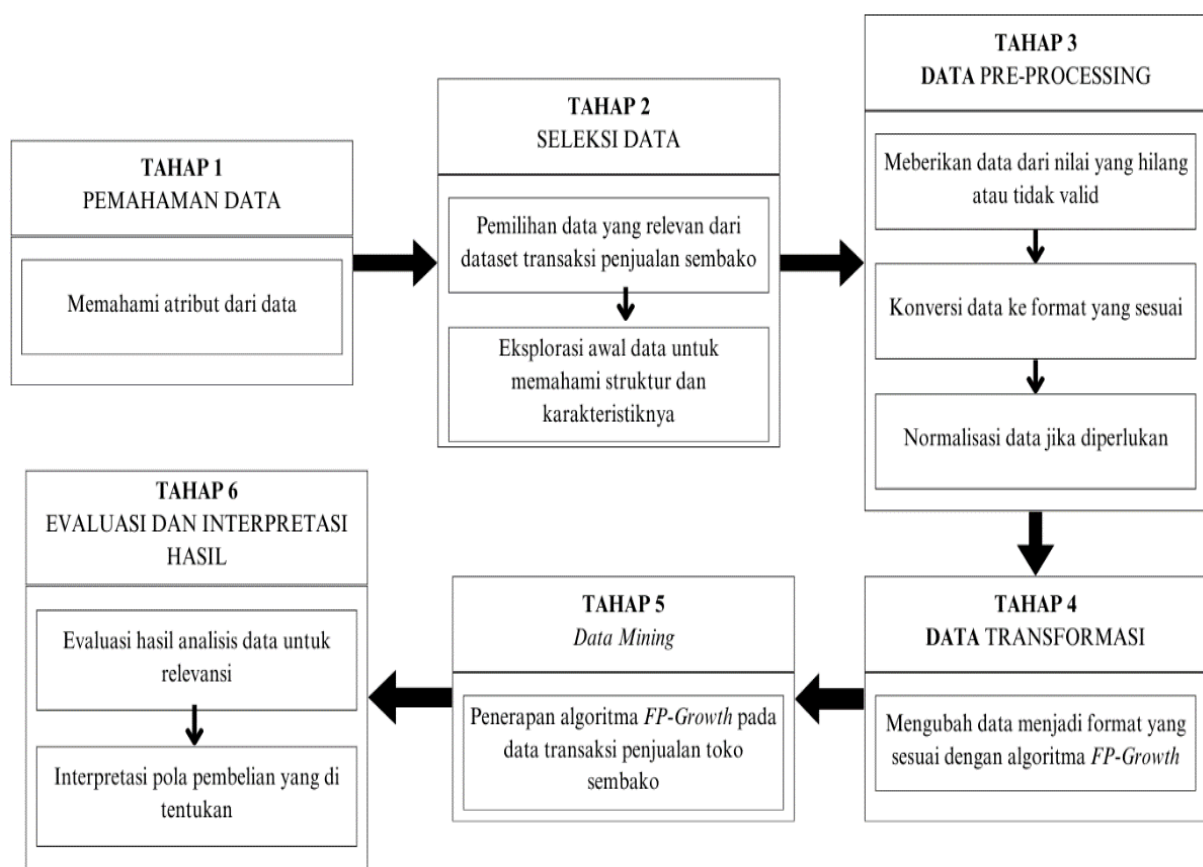 TAHAP 1
PEMAHAMAN DATA
Memahami atribut dari data
TAHAP 2
SELEKSI DATA
Pemilihan data yang relevan dari
dataset transaksi penjualan sembako
Eksplorasi awal data untuk
memahami struktur dan
karakteristiknya
TAHAP 3
DATA PRE-PROCESSING
Meberikan data dari nilai yang hilang
atau tidak valid
Konversi data ke format yang sesuai
Normalisasi data jika diperlukan
TAHAP 4
DATA TRANSFORMASI
Mengubah data menjadi format yang
sesuai dengan algoritma FP-Growth
TAHAP 5
Data Mining
Penerapan algoritma FP-Growth pada
data transaksi penjualan toko
sembako
TAHAP 6
EVALUASI DAN INTERPRETASI
HASIL
Evaluasi hasil analisis data untuk
relevansi
Interpretasi pola pembelian yang di
tentukan